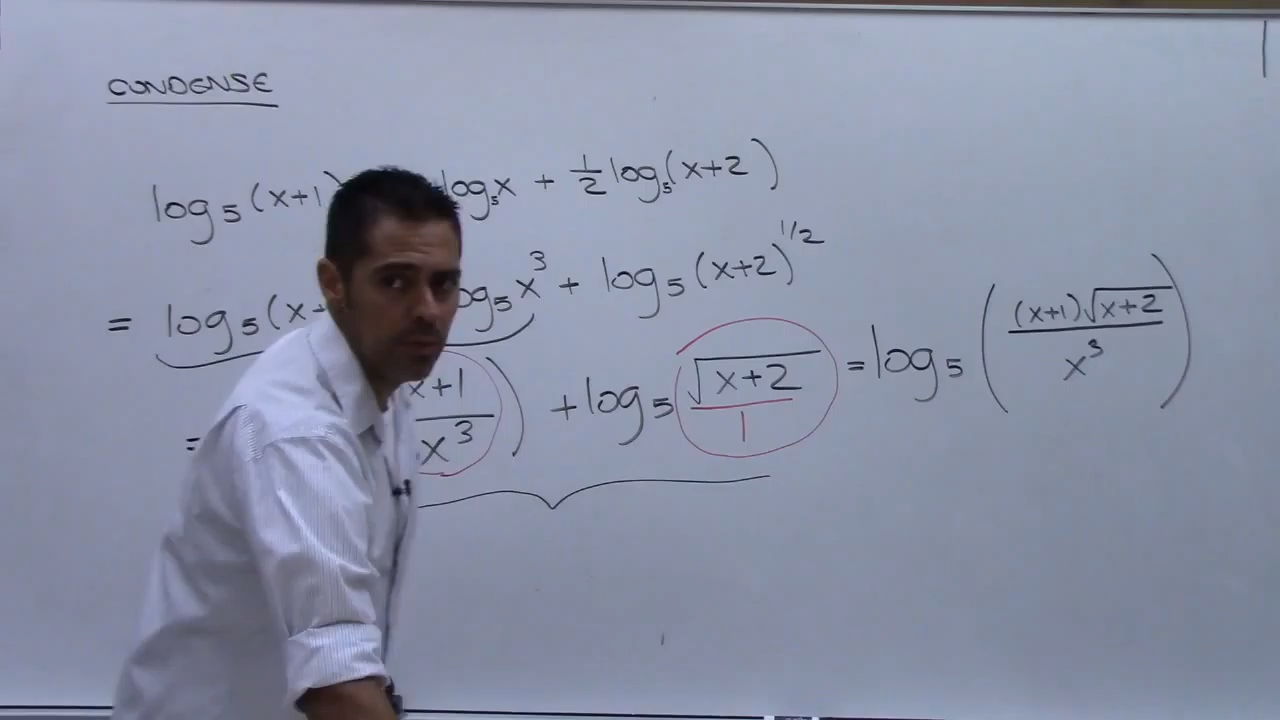 CONDENSE
log₅(x+1) log₅x + ½ log₅(x+2)
= log₅(x+ log₅x³ + log₅(x+2)^1/2
= x+1/x³) + log₅ √(x+2)/1 = log₅((x+1)√(x+2)/x³)